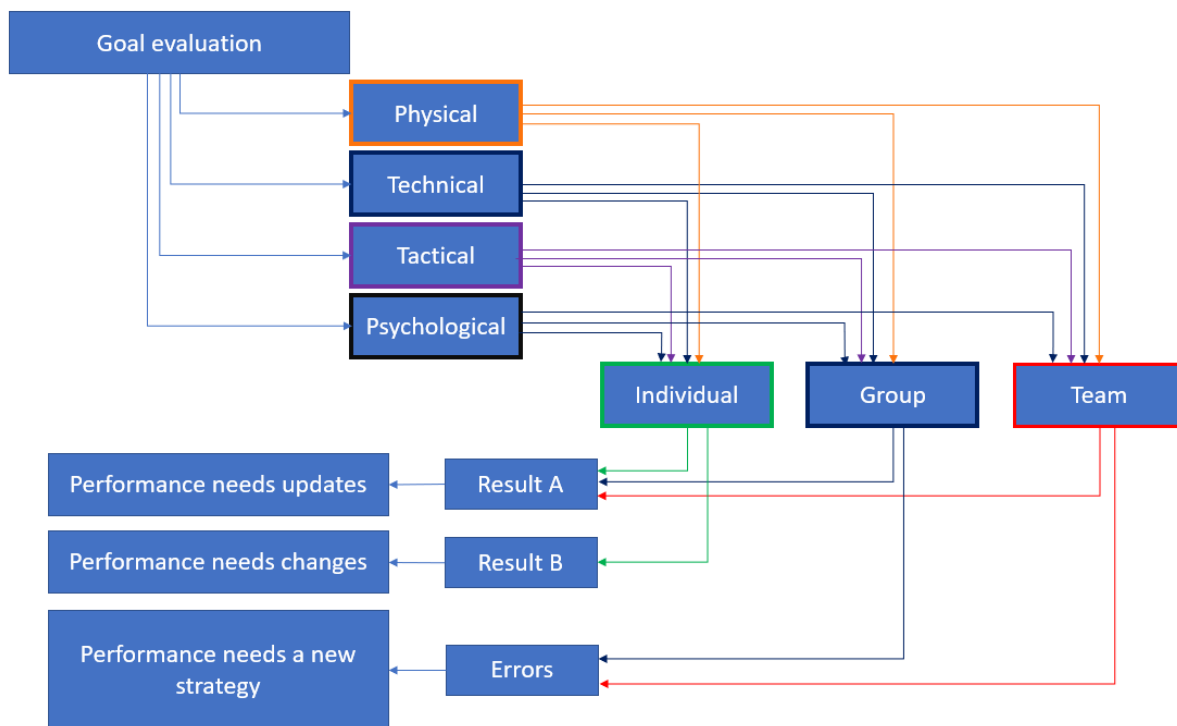 Goal evaluation
Physical
Technical
Tactical
Psychological
Individual
Group
Team
Performance needs updates
Result A
Performance needs changes
Result B
Performance needs a new
strategy
Errors